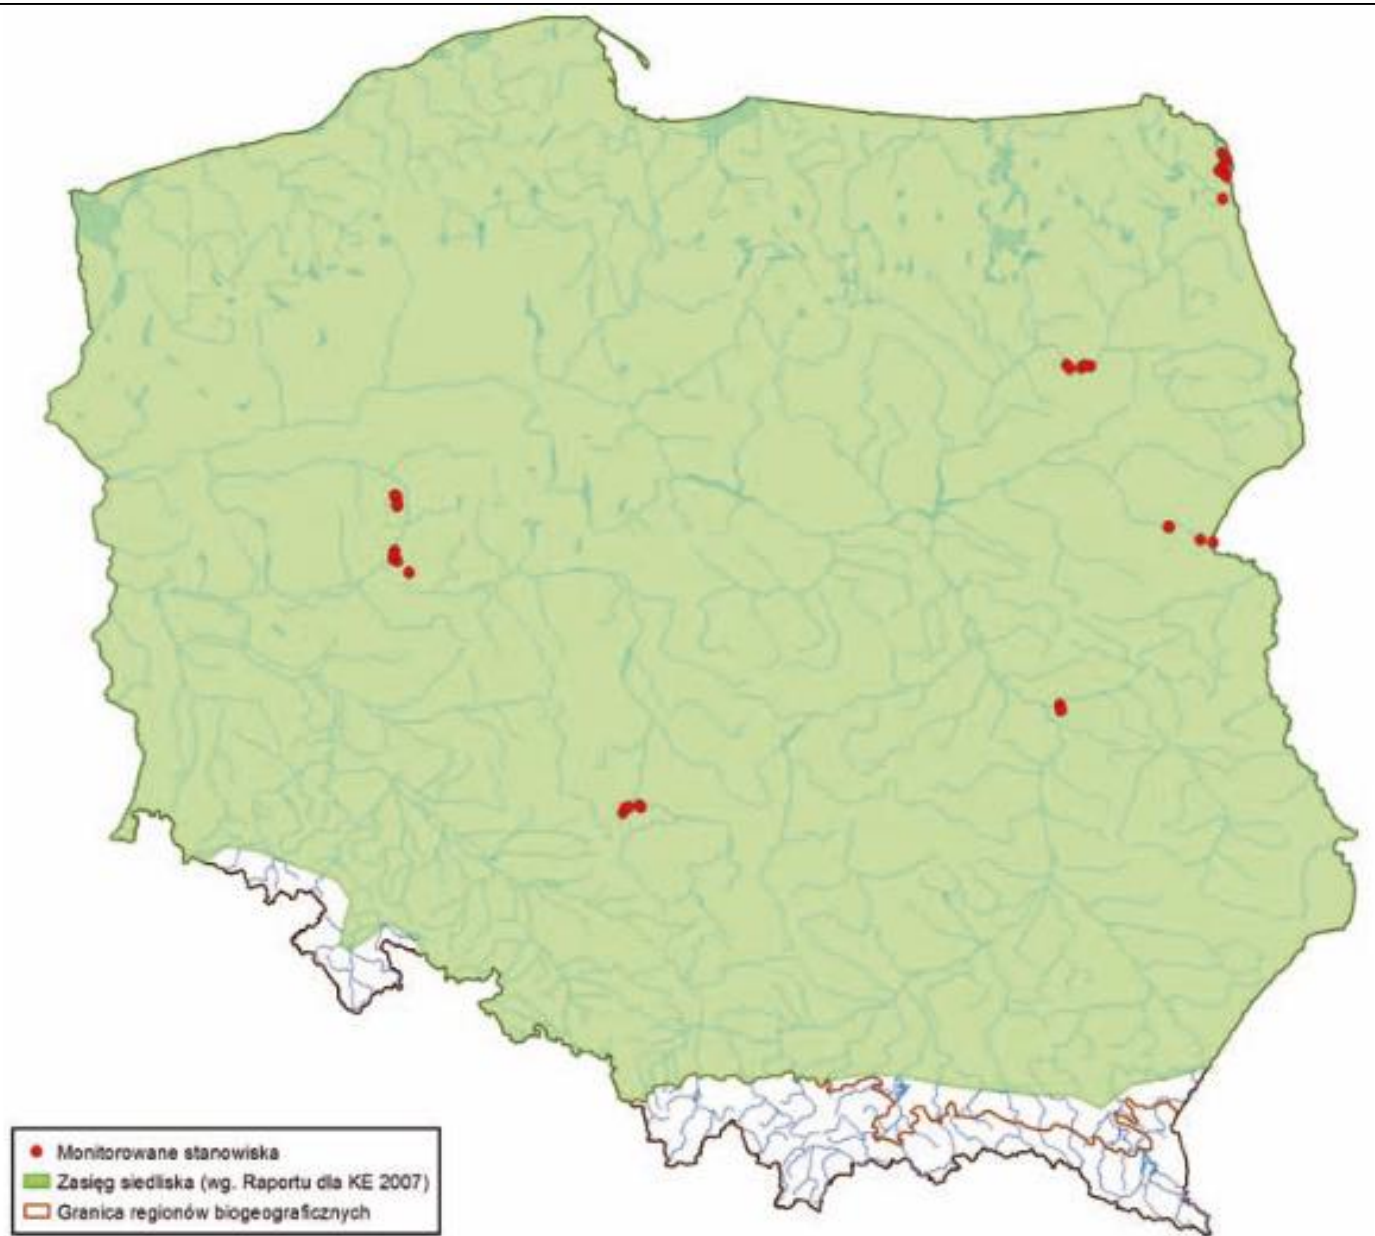 Monitorowane stanowiska
Zasięg siedliska (wg. Raportu dla KE 2007)
Granica regionów biogeograficznych